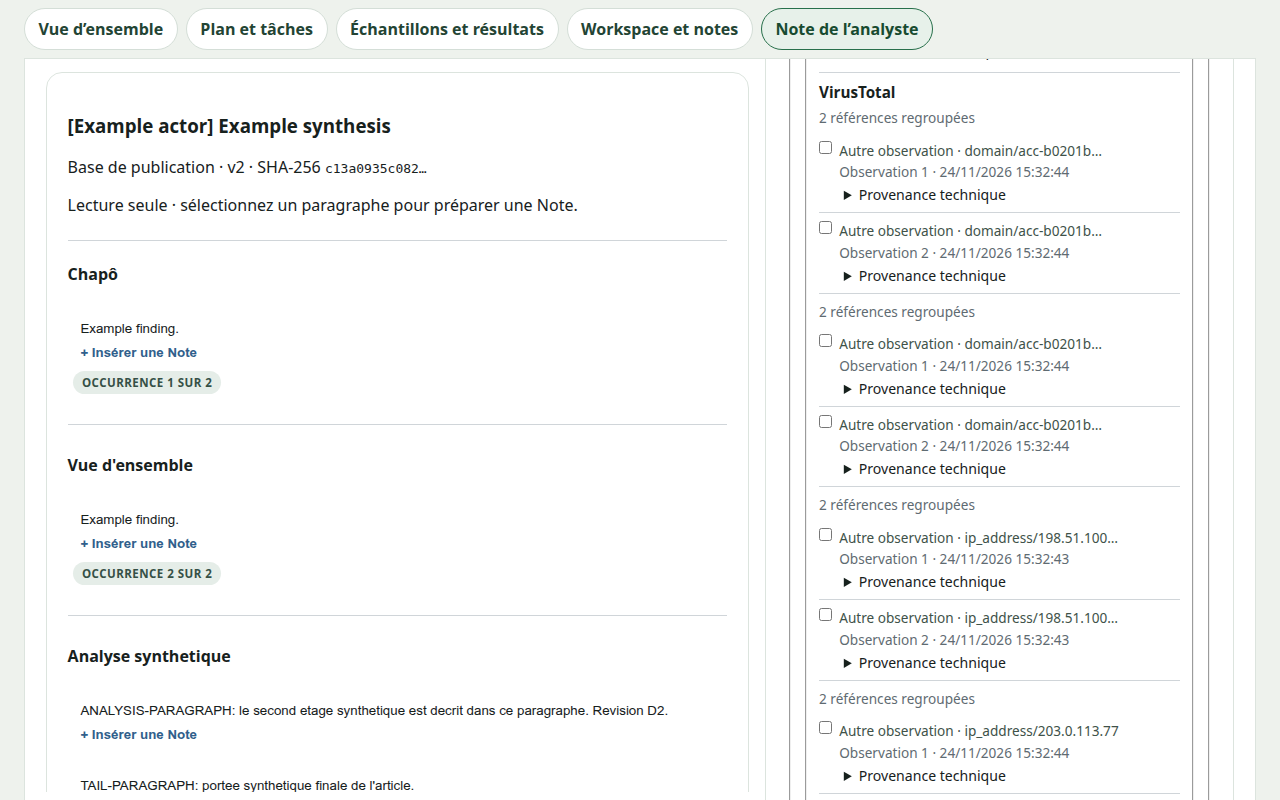 Vue d’ensemble
Plan et tâches
Échantillons et résultats
Workspace et notes
Note de l’analyste
[Example actor] Example synthesis
Base de publication · v2 · SHA-256 c13a0935c082…
Lecture seule · sélectionnez un paragraphe pour préparer une Note.
Chapô
Example finding.
+ Insérer une Note
OCCURRENCE 1 SUR 2
Vue d'ensemble
Example finding.
+ Insérer une Note
OCCURRENCE 2 SUR 2
Analyse synthetique
ANALYSIS-PARAGRAPH: le second etage synthetique est decrit dans ce paragraphe. Revision D2.
+ Insérer une Note
TAIL-PARAGRAPH: portee synthetique finale de l'article.
VirusTotal
2 références regroupées
Autre observation · domain/acc-b0201b…
Observation 1 · 24/11/2026 15:32:44
▶ Provenance technique
Autre observation · domain/acc-b0201b…
Observation 2 · 24/11/2026 15:32:44
▶ Provenance technique
2 références regroupées
Autre observation · domain/acc-b0201b…
Observation 1 · 24/11/2026 15:32:44
▶ Provenance technique
Autre observation · domain/acc-b0201b…
Observation 2 · 24/11/2026 15:32:44
▶ Provenance technique
2 références regroupées
Autre observation · ip_address/198.51.100…
Observation 1 · 24/11/2026 15:32:43
▶ Provenance technique
Autre observation · ip_address/198.51.100…
Observation 2 · 24/11/2026 15:32:43
▶ Provenance technique
2 références regroupées
Autre observation · ip_address/203.0.113.77
Observation 1 · 24/11/2026 15:32:44
▶ Provenance technique